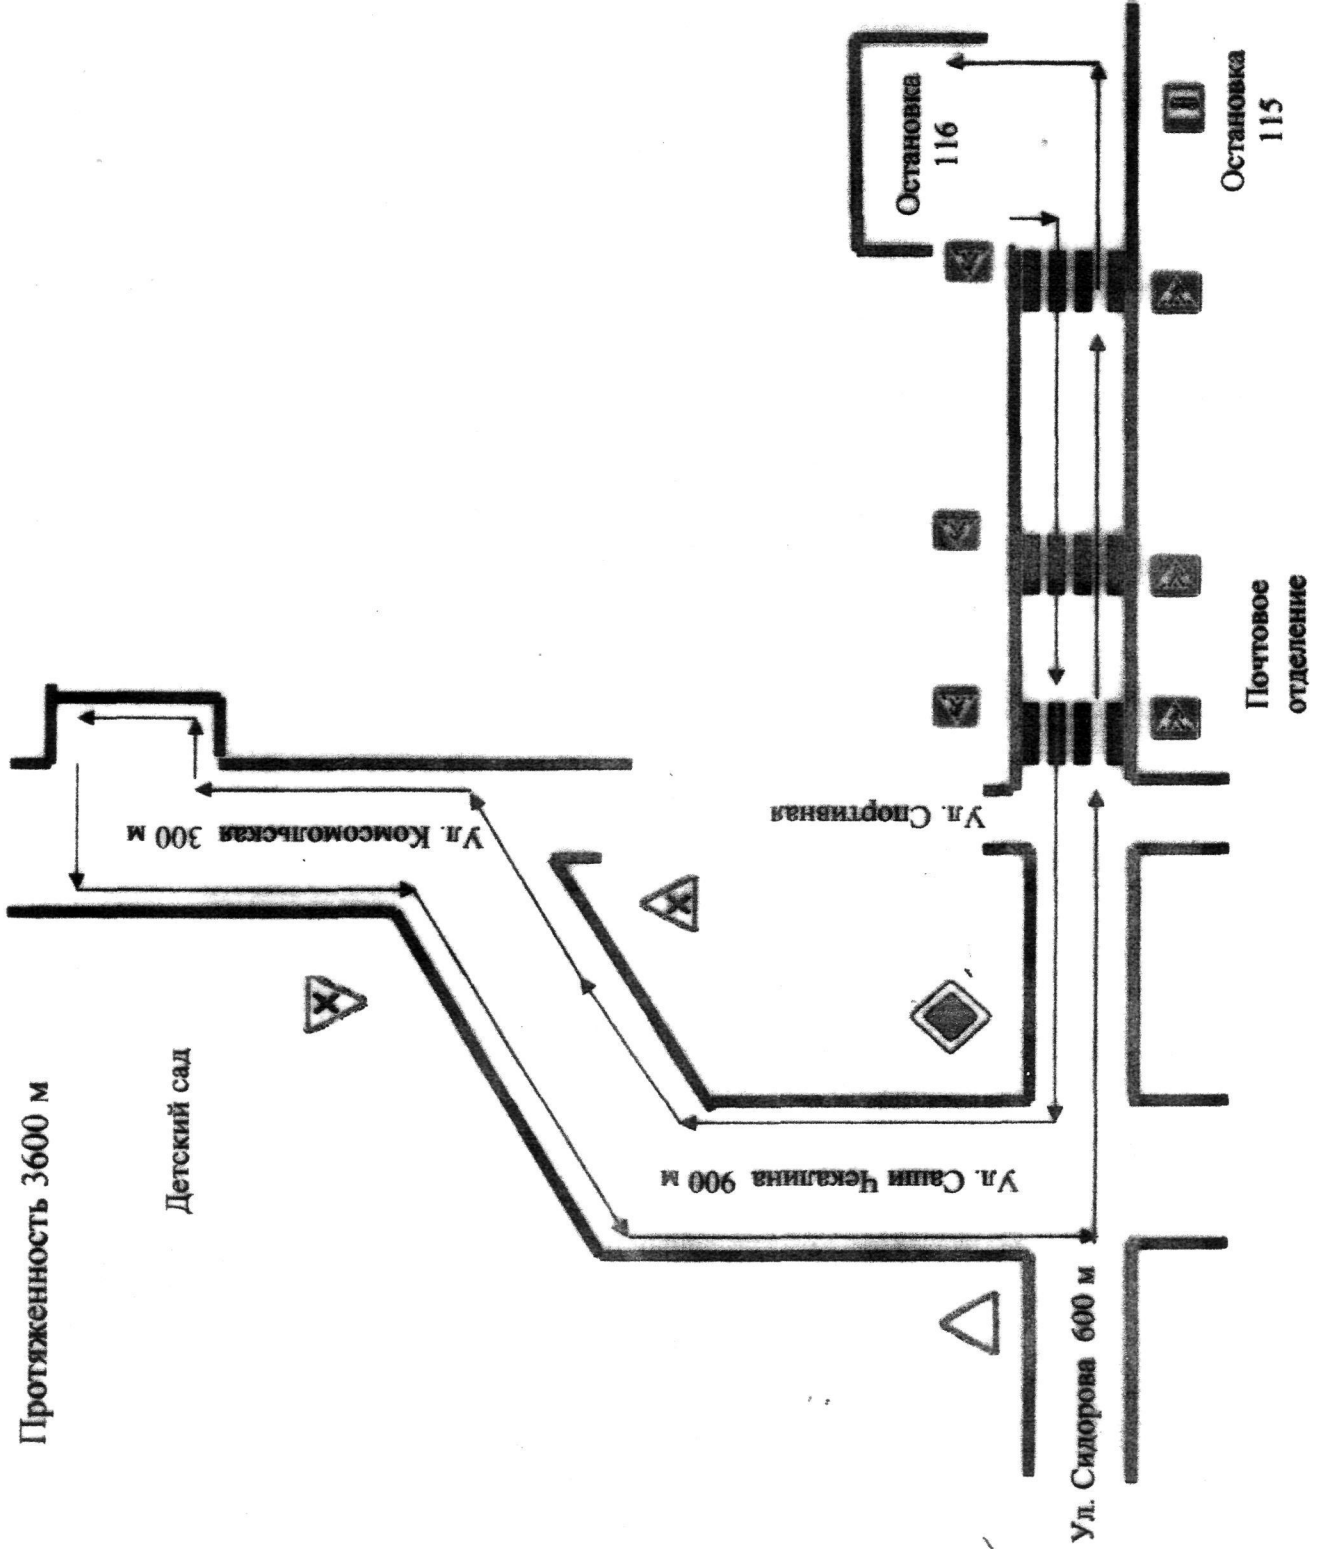 Протяженность 3600 м
Детский сад
Ул. Комсомольская 300 м
Ул. Саши Чекалина 900 м
Ул. Спортивная
Ул. Сидорова 600 м
Остановка
116
Остановка
115
Почтовое
отделение